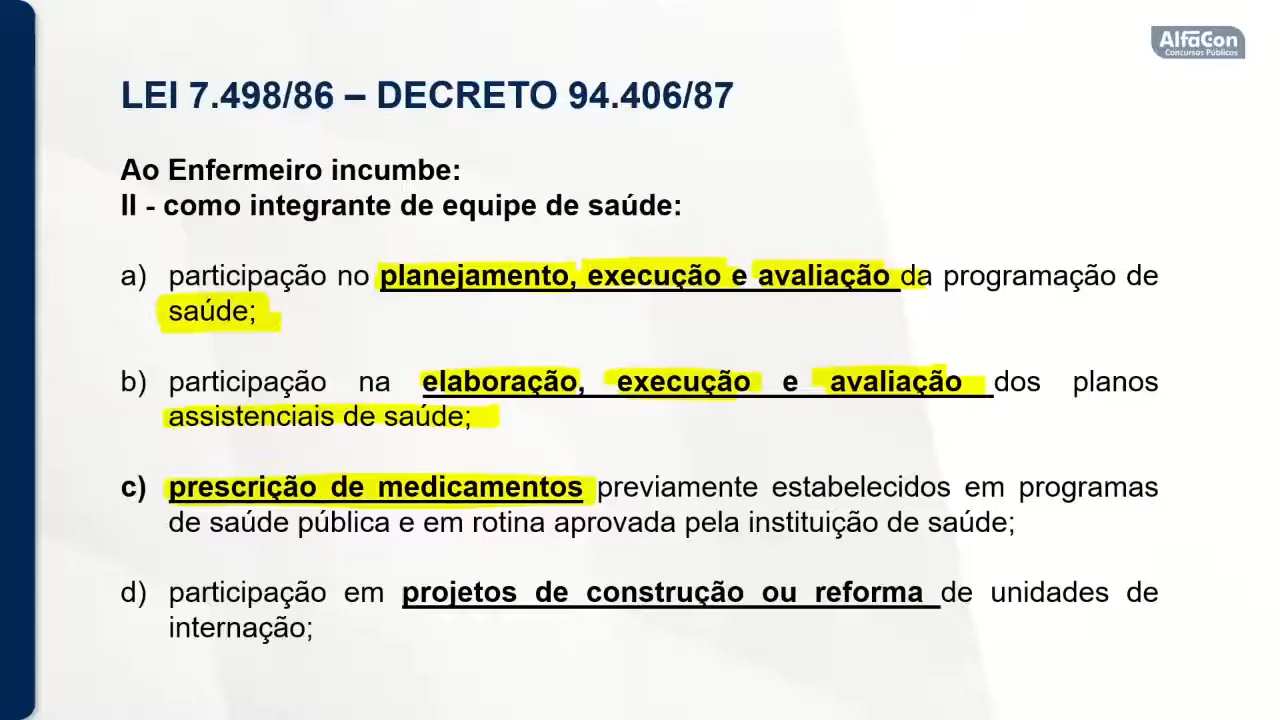 AlfaCon
Concursos Públicos
LEI 7.498/86 – DECRETO 94.406/87
Ao Enfermeiro incumbe:
II - como integrante de equipe de saúde:
a) participação no planejamento, execução e avaliação da programação de
saúde;
b) participação na elaboração, execução e avaliação dos planos
assistenciais de saúde;
c) prescrição de medicamentos previamente estabelecidos em programas
de saúde pública e em rotina aprovada pela instituição de saúde;
d) participação em projetos de construção ou reforma de unidades de
internação;